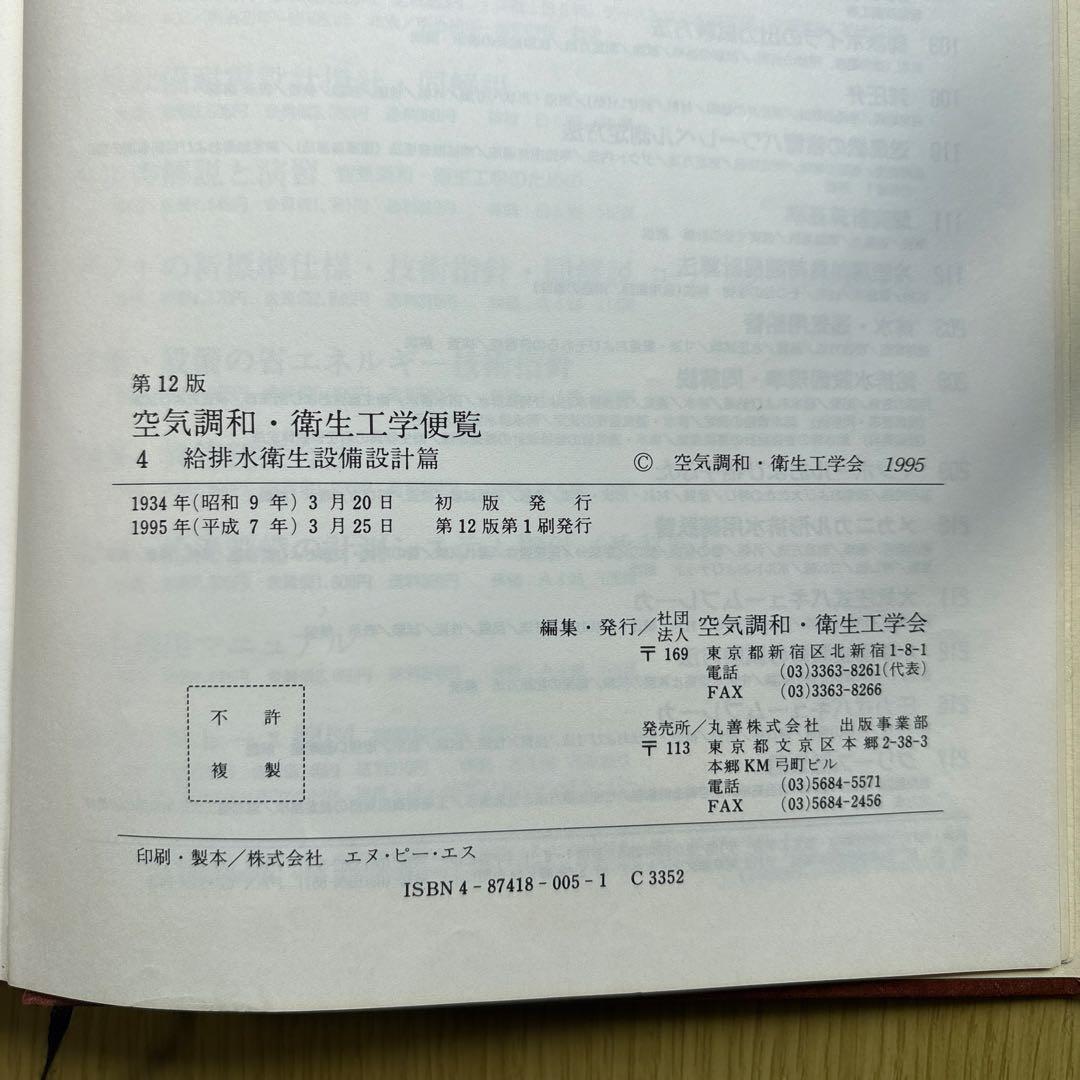 第12版
空気調和・衛生工学便覧
4 給排水衛生設備設計篇
© 空気調和・衛生工学会 1995
1934年(昭和 9 年) 3 月 20 日 初版発行
1995年(平成 7 年) 3 月 25 日 第12版第1刷発行
編集・発行／社団法人 空気調和・衛生工学会
〒169 東京都新宿区北新宿1-8-1
電話 (03)3363-8261(代表)
FAX (03)3363-8266
不許
複製
発売所／丸善株式会社 出版事業部
〒113 東京都文京区本郷2-38-3
本郷KM弓町ビル
電話 (03)5684-5571
FAX (03)5684-2456
印刷・製本／株式会社 エヌ・ピー・エス
ISBN4-87418-005-1 C3352